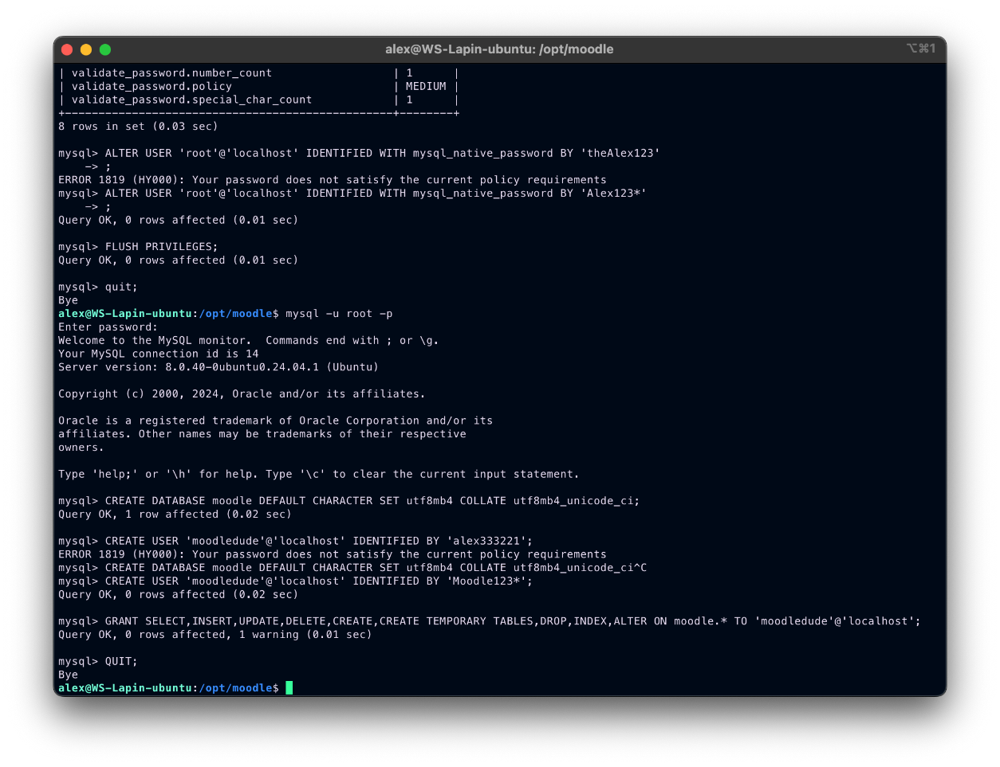 alex@WS-Lapin-ubuntu: /opt/moodle
⌥⌘1
| validate_password.number_count                  | 1      |
| validate_password.policy                        | MEDIUM |
| validate_password.special_char_count            | 1      |
+-------------------------------------------------+--------+
8 rows in set (0.03 sec)
mysql> ALTER USER 'root'@'localhost' IDENTIFIED WITH mysql_native_password BY 'theAlex123'
    -> ;
ERROR 1819 (HY000): Your password does not satisfy the current policy requirements
mysql> ALTER USER 'root'@'localhost' IDENTIFIED WITH mysql_native_password BY 'Alex123*'
    -> ;
Query OK, 0 rows affected (0.01 sec)
mysql> FLUSH PRIVILEGES;
Query OK, 0 rows affected (0.01 sec)
mysql> quit;
Bye
alex@WS-Lapin-ubuntu:/opt/moodle$ mysql -u root -p
Enter password:
Welcome to the MySQL monitor.  Commands end with ; or \g.
Your MySQL connection id is 14
Server version: 8.0.40-0ubuntu0.24.04.1 (Ubuntu)
Copyright (c) 2000, 2024, Oracle and/or its affiliates.
Oracle is a registered trademark of Oracle Corporation and/or its
affiliates. Other names may be trademarks of their respective
owners.
Type 'help;' or '\h' for help. Type '\c' to clear the current input statement.
mysql> CREATE DATABASE moodle DEFAULT CHARACTER SET utf8mb4 COLLATE utf8mb4_unicode_ci;
Query OK, 1 row affected (0.02 sec)
mysql> CREATE USER 'moodledude'@'localhost' IDENTIFIED BY 'alex333221';
ERROR 1819 (HY000): Your password does not satisfy the current policy requirements
mysql> CREATE DATABASE moodle DEFAULT CHARACTER SET utf8mb4 COLLATE utf8mb4_unicode_ci^C
mysql> CREATE USER 'moodledude'@'localhost' IDENTIFIED BY 'Moodle123*';
Query OK, 0 rows affected (0.02 sec)
mysql> GRANT SELECT,INSERT,UPDATE,DELETE,CREATE,CREATE TEMPORARY TABLES,DROP,INDEX,ALTER ON moodle.* TO 'moodledude'@'localhost';
Query OK, 0 rows affected, 1 warning (0.01 sec)
mysql> QUIT;
Bye
alex@WS-Lapin-ubuntu:/opt/moodle$